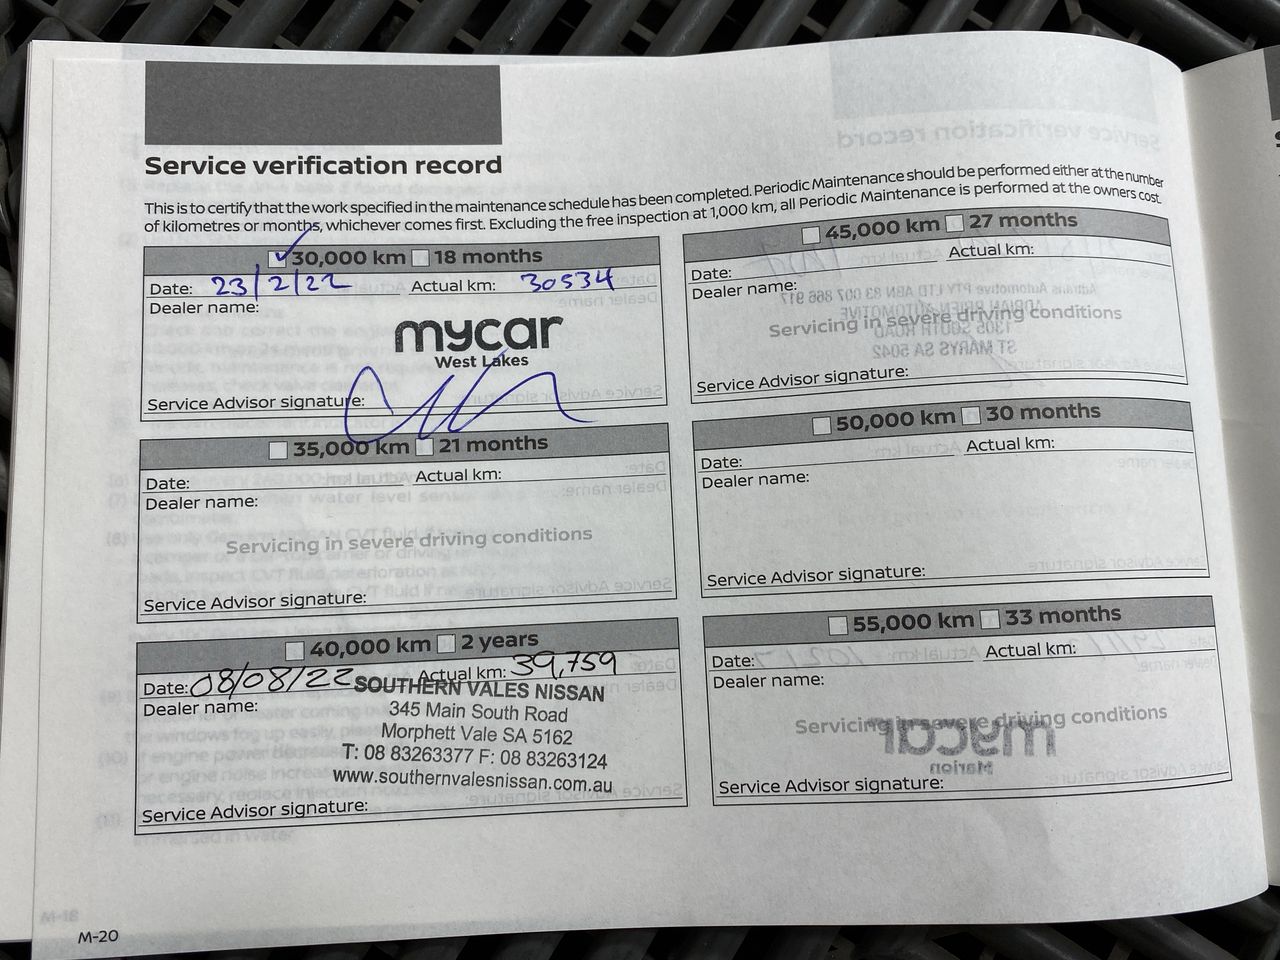 Service verification record
This is to certify that the work specified in the maintenance schedule has been completed. Periodic Maintenance should be performed either at the number
of kilometres or months, whichever comes first. Excluding the free inspection at 1,000 km, all Periodic Maintenance is performed at the owners cost.
30,000 km 18 months
Date: 23/2/22 Actual km: 30534
Dealer name:
mycar
West Lakes
Service Advisor signature:
35,000 km 21 months
Date: Actual km:
Dealer name:
Servicing in severe driving conditions
Service Advisor signature:
40,000 km 2 years
Date: 08/08/22 Actual km: 39,759
Dealer name:
SOUTHERN VALES NISSAN
345 Main South Road
Morphett Vale SA 5162
T: 08 83263377 F: 08 83263124
www.southernvalesnissan.com.au
Service Advisor signature:
45,000 km 27 months
Date: Actual km:
Dealer name:
Servicing in severe driving conditions
Service Advisor signature:
50,000 km 30 months
Date: Actual km:
Dealer name:
Service Advisor signature:
55,000 km 33 months
Date: Actual km:
Dealer name:
Servicing in severe driving conditions
Service Advisor signature:
M-20